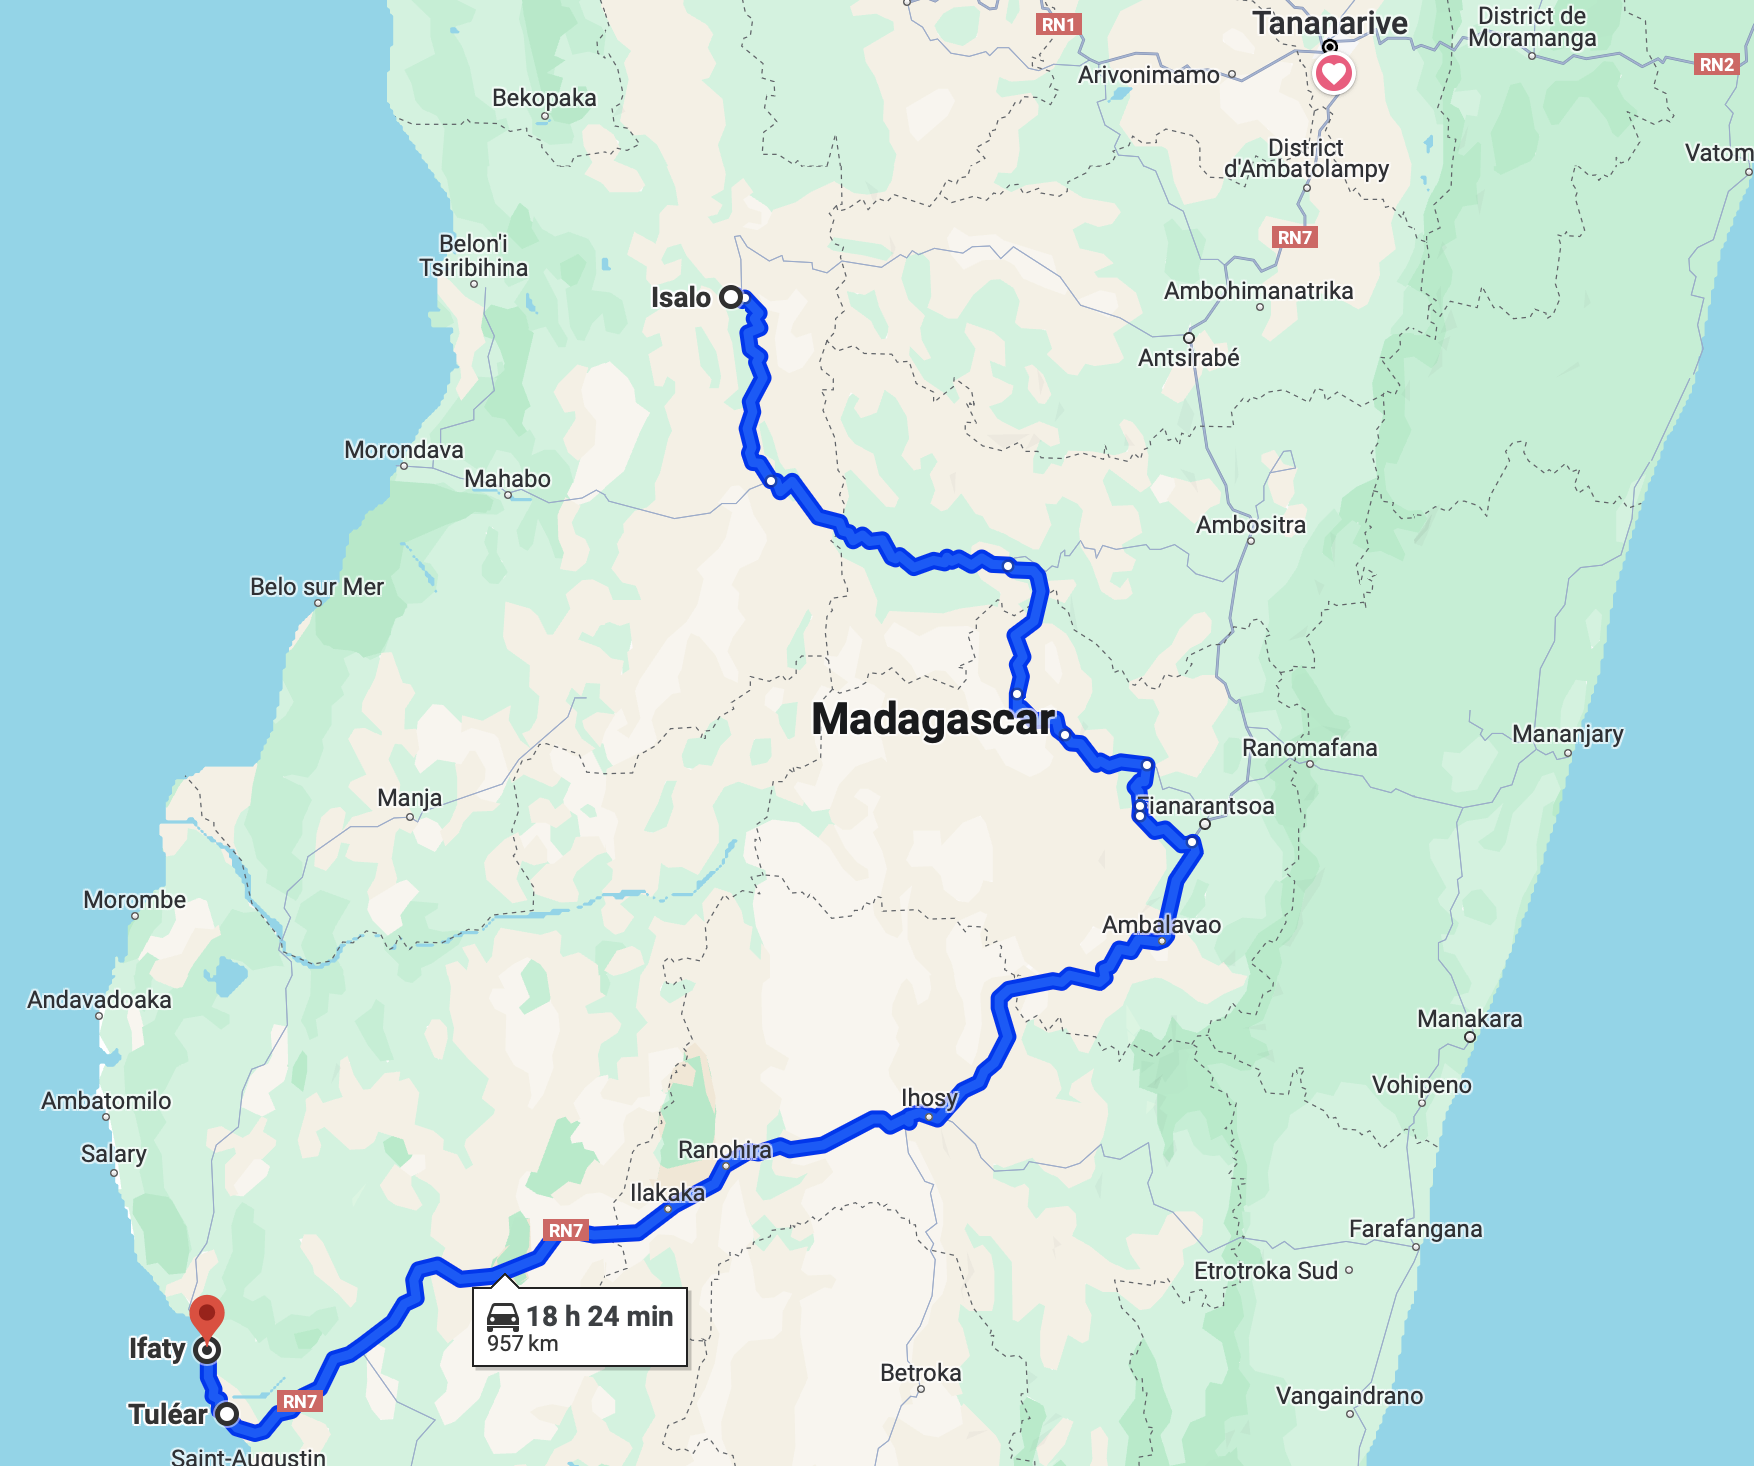 RN1
Tananarive
District de
Moramanga
RN2
Arivonimamo
Bekopaka
District
d'Ambatolampy
Vatom
Belon'i
Tsiribihina
RN7
Isalo
Ambohimanatrika
Antsirabé
Morondava
Mahabo
Ambositra
Belo sur Mer
Madagascar
Mananjary
Ranomafana
Manja
Fianarantsoa
Morombe
Ambalavao
Andavadoaka
Manakara
Ambatomilo
Ihosy
Vohipeno
Salary
Ranohira
Ilakaka
RN7
Farafangana
Etrotroka Sud
18 h 24 min
957 km
Ifaty
Betroka
RN7
Vangaindrano
Tuléar
Saint-Augustin